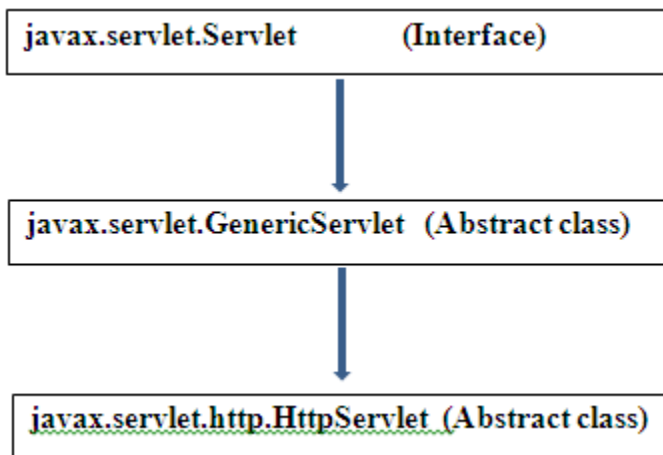 javax.servlet.Servlet (Interface)
javax.servlet.GenericServlet (Abstract class)
javax.servlet.http.HttpServlet (Abstract class)